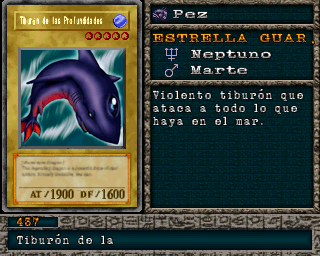 Tiburón de las Profundidades
AT/1900 DF/1600
Pez
ESTRELLA GUAR.
Neptuno
Marte
Violento tiburón que
ataca a todo lo que
haya en el mar.
437
Tiburón de la